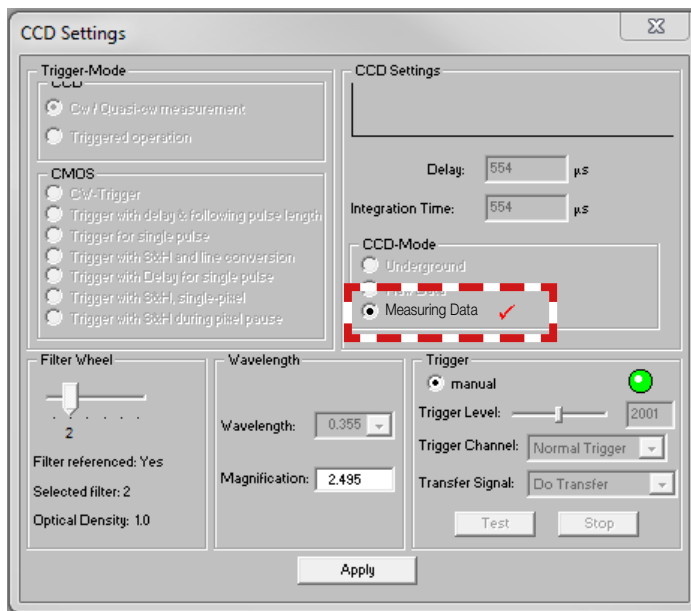 CCD Settings
Trigger-Mode
CCD
Cw / Quasi-cw measurement
Triggered operation
CMOS
CW-Trigger
Trigger with delay & following pulse length
Trigger for single pulse
Trigger with S&H and line conversion
Trigger with Delay for single pulse
Trigger with S&H, single-pixel
Trigger with S&H during pixel pause
CCD Settings
Delay: 554 µs
Integration Time: 554 µs
CCD-Mode
Underground
Measuring Data
Filter Wheel
2
Filter referenced: Yes
Selected filter: 2
Optical Density: 1.0
Wavelength
Wavelength: 0.355
Magnification: 2.495
Trigger
manual
Trigger Level: 2001
Trigger Channel: Normal Trigger
Transfer Signal: Do Transfer
Test Stop
Apply